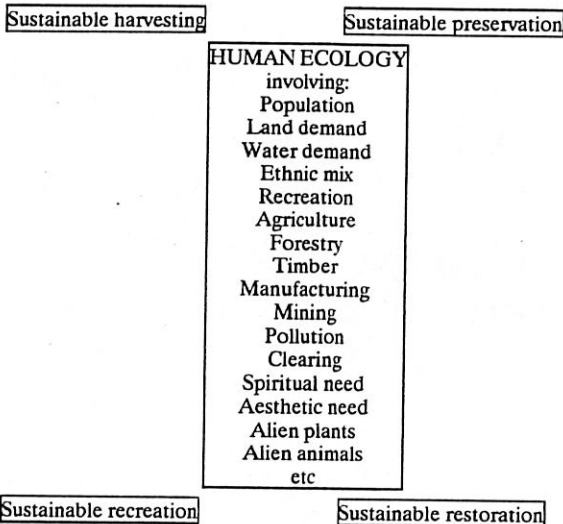 Sustainable harvesting
Sustainable preservation
HUMAN ECOLOGY
involving:
Population
Land demand
Water demand
Ethnic mix
Recreation
Agriculture
Forestry
Timber
Manufacturing
Mining
Pollution
Clearing
Spiritual need
Aesthetic need
Alien plants
Alien animals
etc
Sustainable recreation
Sustainable restoration